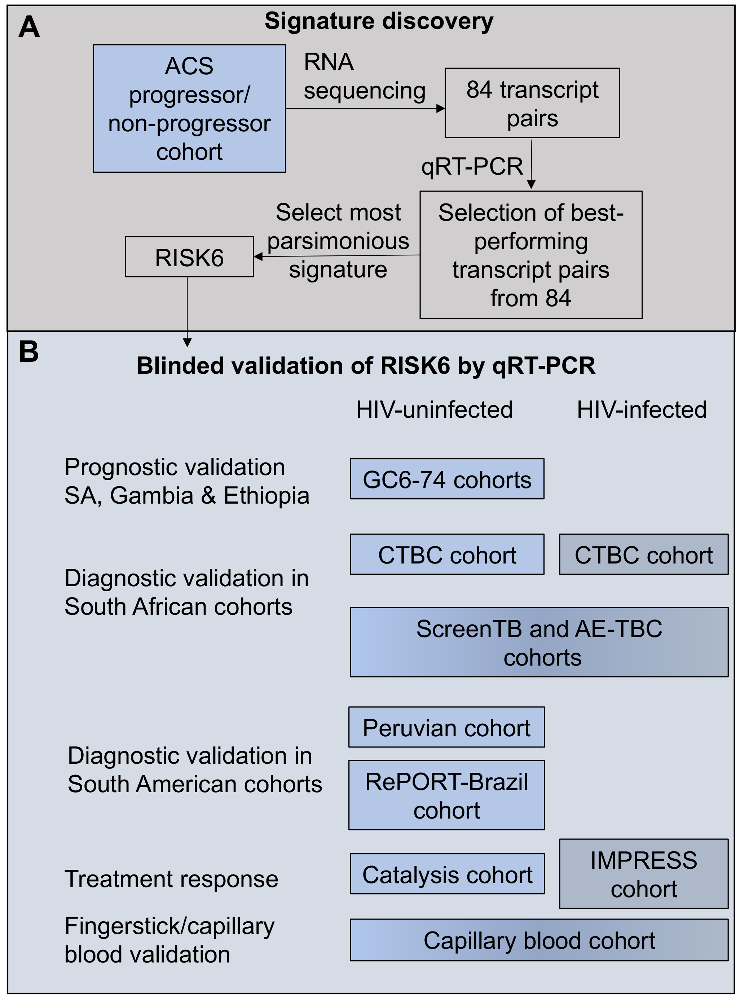 A
Signature discovery
ACS
progressor/
non-progressor
cohort
RNA
sequencing
84 transcript
pairs
qRT-PCR
Selection of best-
performing
transcript pairs
from 84
Select most
parsimonious
signature
RISK6
B
Blinded validation of RISK6 by qRT-PCR
HIV-uninfected
HIV-infected
Prognostic validation
SA, Gambia & Ethiopia
GC6-74 cohorts
Diagnostic validation in
South African cohorts
CTBC cohort
CTBC cohort
ScreenTB and AE-TBC
cohorts
Diagnostic validation in
South American cohorts
Peruvian cohort
RePORT-Brazil
cohort
Treatment response
Catalysis cohort
IMPRESS
cohort
Fingerstick/capillary
blood validation
Capillary blood cohort